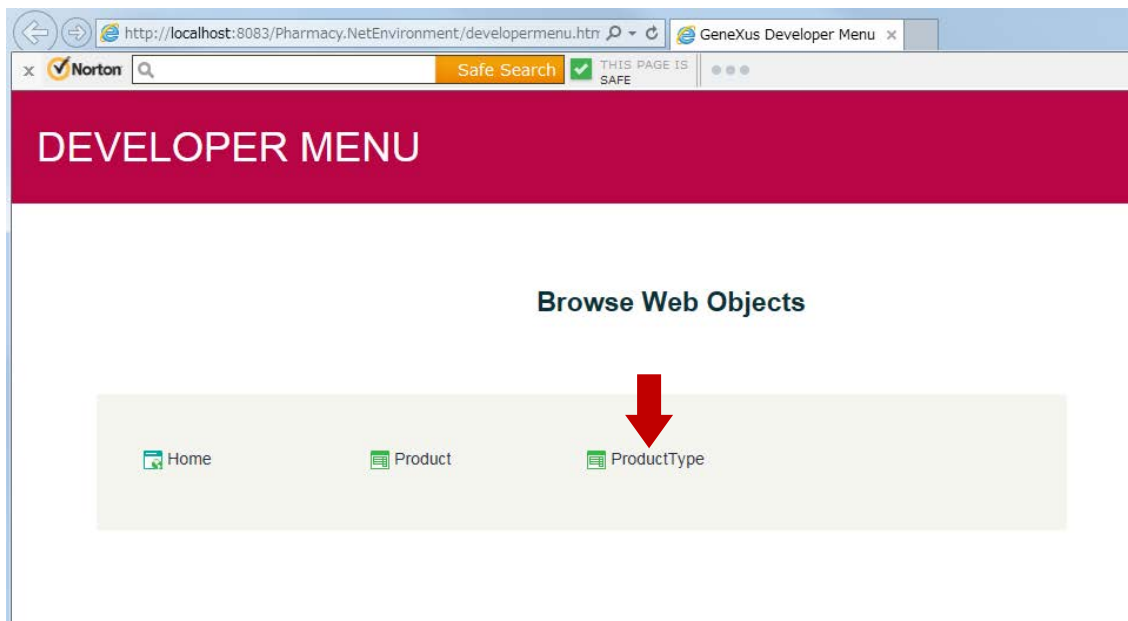 http://localhost:8083/Pharmacy.NetEnvironment/developermenu.htm
GeneXus Developer Menu
x Norton Safe Search THIS PAGE IS
SAFE
DEVELOPER MENU
Browse Web Objects
Home Product ProductType